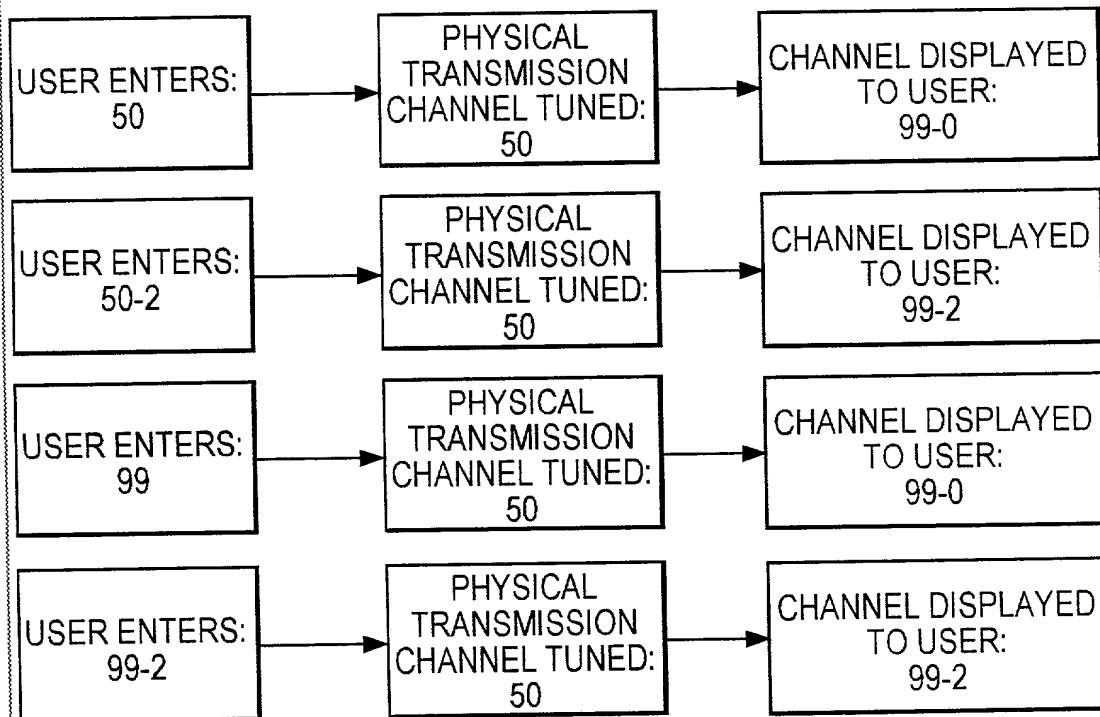 USER ENTERS:
50
PHYSICAL
TRANSMISSION
CHANNEL TUNED:
50
CHANNEL DISPLAYED
TO USER:
99-0
USER ENTERS:
50-2
PHYSICAL
TRANSMISSION
CHANNEL TUNED:
50
CHANNEL DISPLAYED
TO USER:
99-2
USER ENTERS:
99
PHYSICAL
TRANSMISSION
CHANNEL TUNED:
50
CHANNEL DISPLAYED
TO USER:
99-0
USER ENTERS:
99-2
PHYSICAL
TRANSMISSION
CHANNEL TUNED:
50
CHANNEL DISPLAYED
TO USER:
99-2